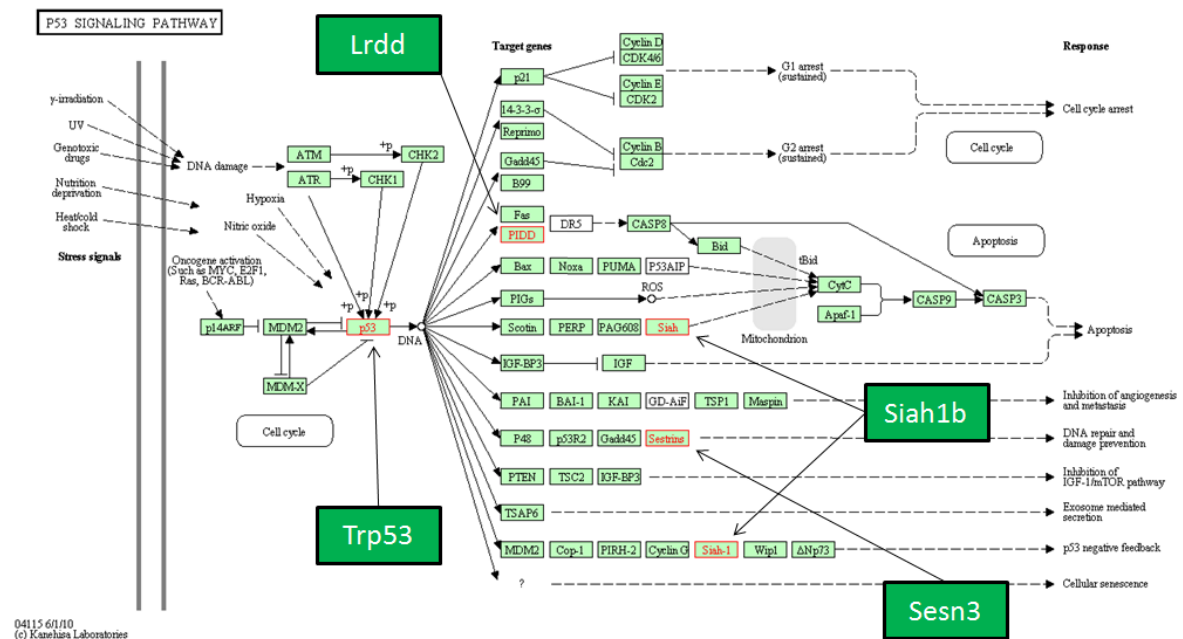 P53 SIGNALING PATHWAY
Lrdd
Target genes
Response
γ-irradiation
UV
Genotoxic
drugs
Nutrition
deprivation
Heat/cold
shock
Stress signals
DNA damage
ATM
+p
CHK2
ATR
+p
CHK1
Hypoxia
Nitric oxide
Oncogene activation
(Such as MYC, E2F1,
Ras, BCR-ABL)
+p
+p
+p
p14ARF
MDM2
p53
DNA
MDM-X
Cell cycle
Trp53
p21
Cyclin D
CDK4/6
Cyclin E
CDK2
G1 arrest
(sustained)
14-3-3-σ
Reprimo
Gadd45
B99
Cyclin B
Cdc2
G2 arrest
(sustained)
Cell cycle arrest
Cell cycle
Fas
PIDD
DR5
CASP8
Bid
tBid
Apoptosis
Bax
Noxa
PUMA
P53AIP
CytC
PIGs
ROS
CASP9
CASP3
Apaf-1
Scotin
PERP
PAG608
Siah
Mitochondrion
Apoptosis
IGF-BP3
IGF
Siah1b
PAI
BAI-1
KAI
GD-AiF
TSP1
Maspin
Inhibition of angiogenesis
and metastasis
P48
p53R2
Gadd45
Sestrins
DNA repair and
damage prevention
PTEN
TSC2
IGF-BP3
Inhibition of
IGF-1/mTOR pathway
TSAP6
Exosome mediated
secretion
MDM2
Cop-1
PIRH-2
Cyclin G
Siah-1
Wip1
ΔNp73
p53 negative feedback
?
Cellular senescence
Sesn3
04115 6/1/10
(c) Kanehisa Laboratories